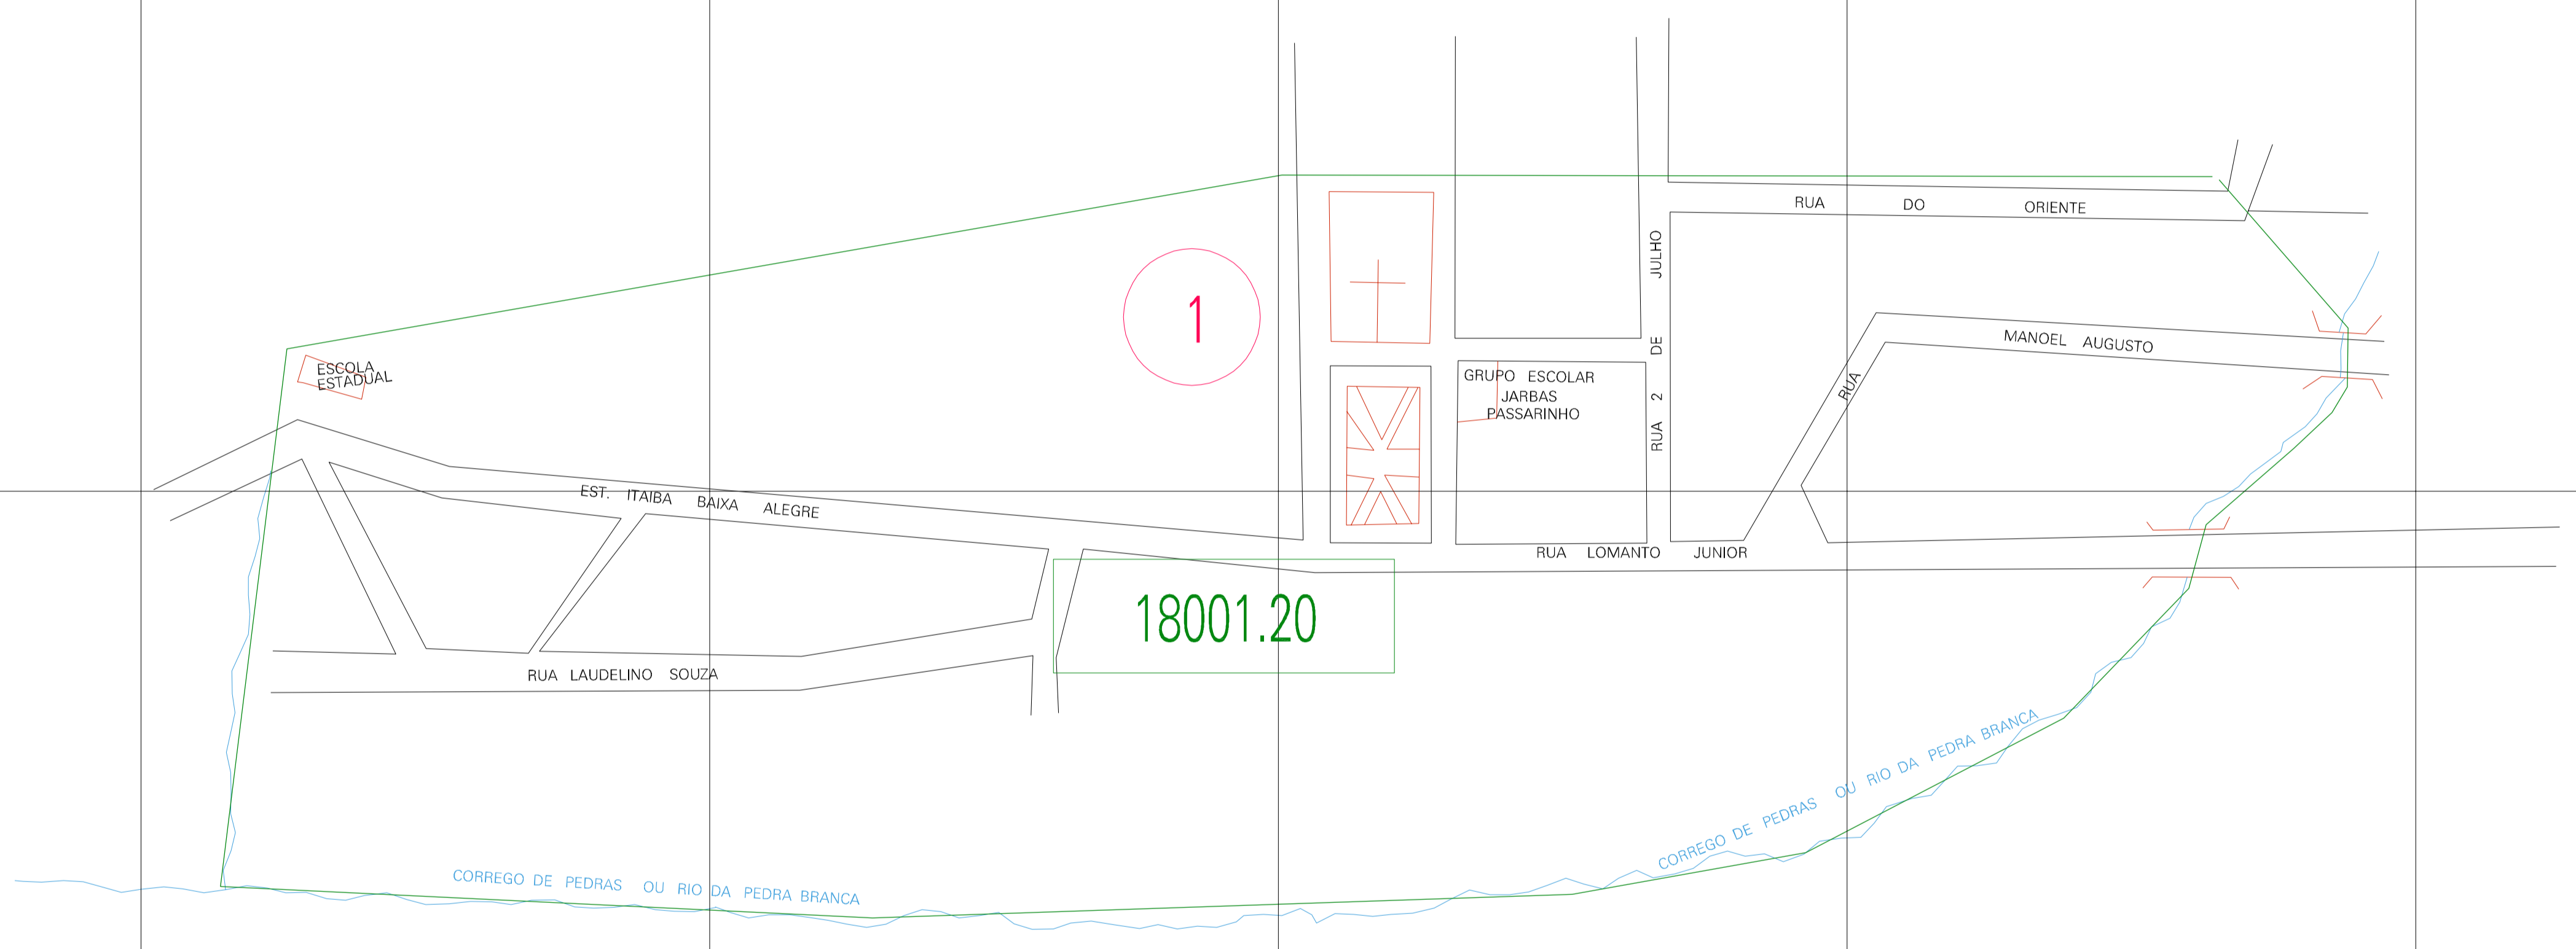 RUA DO ORIENTE
RUA 2 DE JULHO
1
RUA MANOEL AUGUSTO
ESCOLA
ESTADUAL
GRUPO ESCOLAR
JARBAS
PASSARINHO
EST. ITAIBA BAIXA ALEGRE
RUA LOMANTO JUNIOR
18001.20
RUA LAUDELINO SOUZA
CORREGO DE PEDRAS OU RIO DA PEDRA BRANCA
CORREGO DE PEDRAS OU RIO DA PEDRA BRANCA